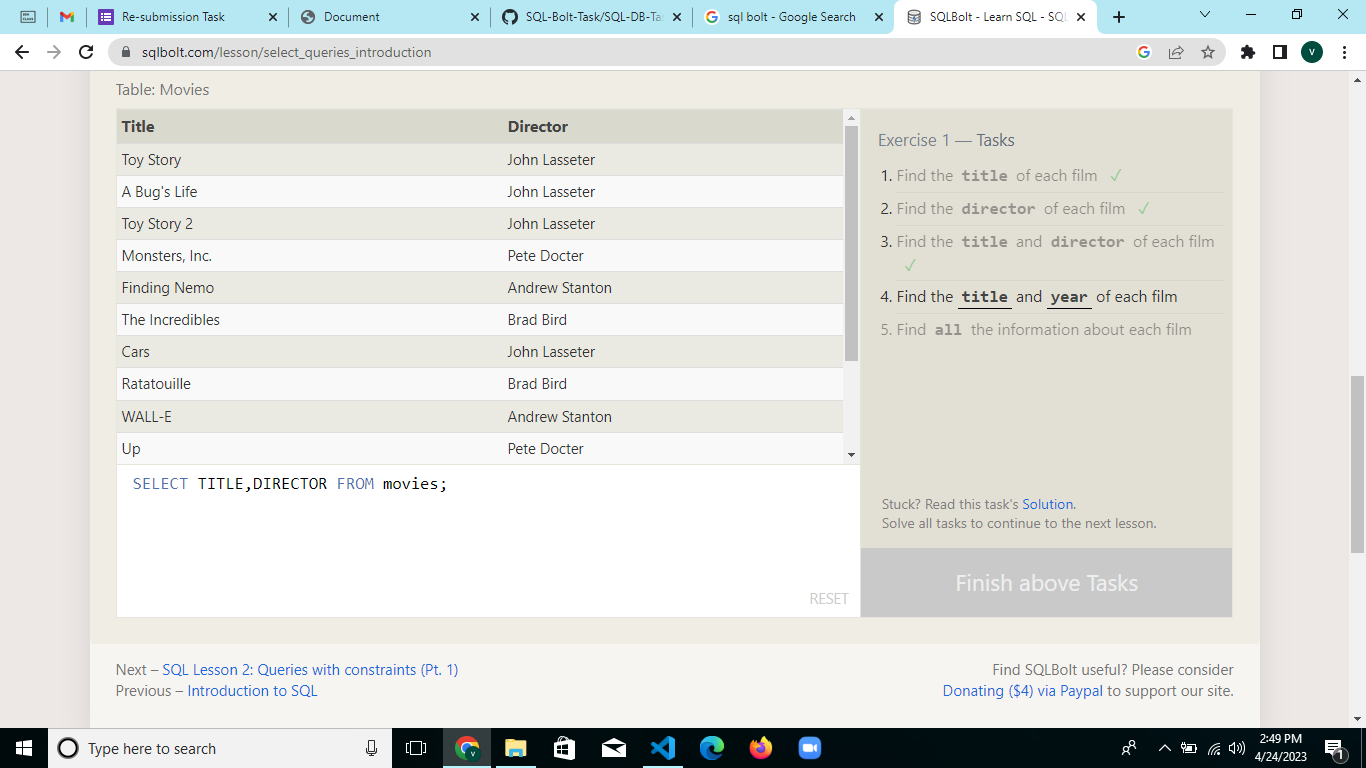 Re-submission Task
Document
SQL-Bolt-Task/SQL-DB-Ta
sql bolt - Google Search
SQLBolt - Learn SQL - SQ
sqlbolt.com/lesson/select_queries_introduction
V
Table: Movies
Title Director
Toy Story John Lasseter
A Bug's Life John Lasseter
Toy Story 2 John Lasseter
Monsters, Inc. Pete Docter
Finding Nemo Andrew Stanton
The Incredibles Brad Bird
Cars John Lasseter
Ratatouille Brad Bird
WALL-E Andrew Stanton
Up Pete Docter
SELECT TITLE,DIRECTOR FROM movies;
RESET
Exercise 1 — Tasks
1. Find the title of each film ✓
2. Find the director of each film ✓
3. Find the title and director of each film
✓
4. Find the title and year of each film
5. Find all the information about each film
Stuck? Read this task's Solution.
Solve all tasks to continue to the next lesson.
Finish above Tasks
Next – SQL Lesson 2: Queries with constraints (Pt. 1)
Previous – Introduction to SQL
Find SQLBolt useful? Please consider
Donating ($4) via Paypal to support our site.
Type here to search
2:49 PM
4/24/2023
1